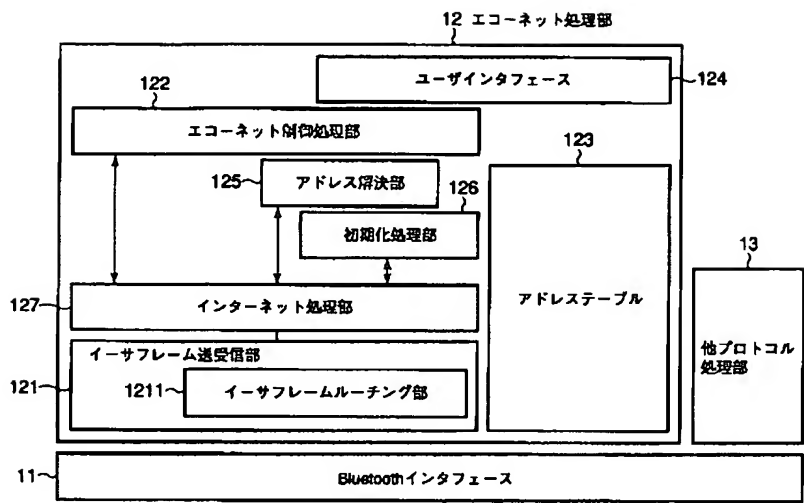 12 エコーネット処理部
ユーザインタフェース
124
122
エコーネット制御処理部
123
125
アドレス解決部
126
初期化処理部
13
アドレステーブル
127
インターネット処理部
他プロトコル
処理部
イーサフレーム送受信部
121
1211
イーサフレームルーチング部
11
Bluetoothインタフェース